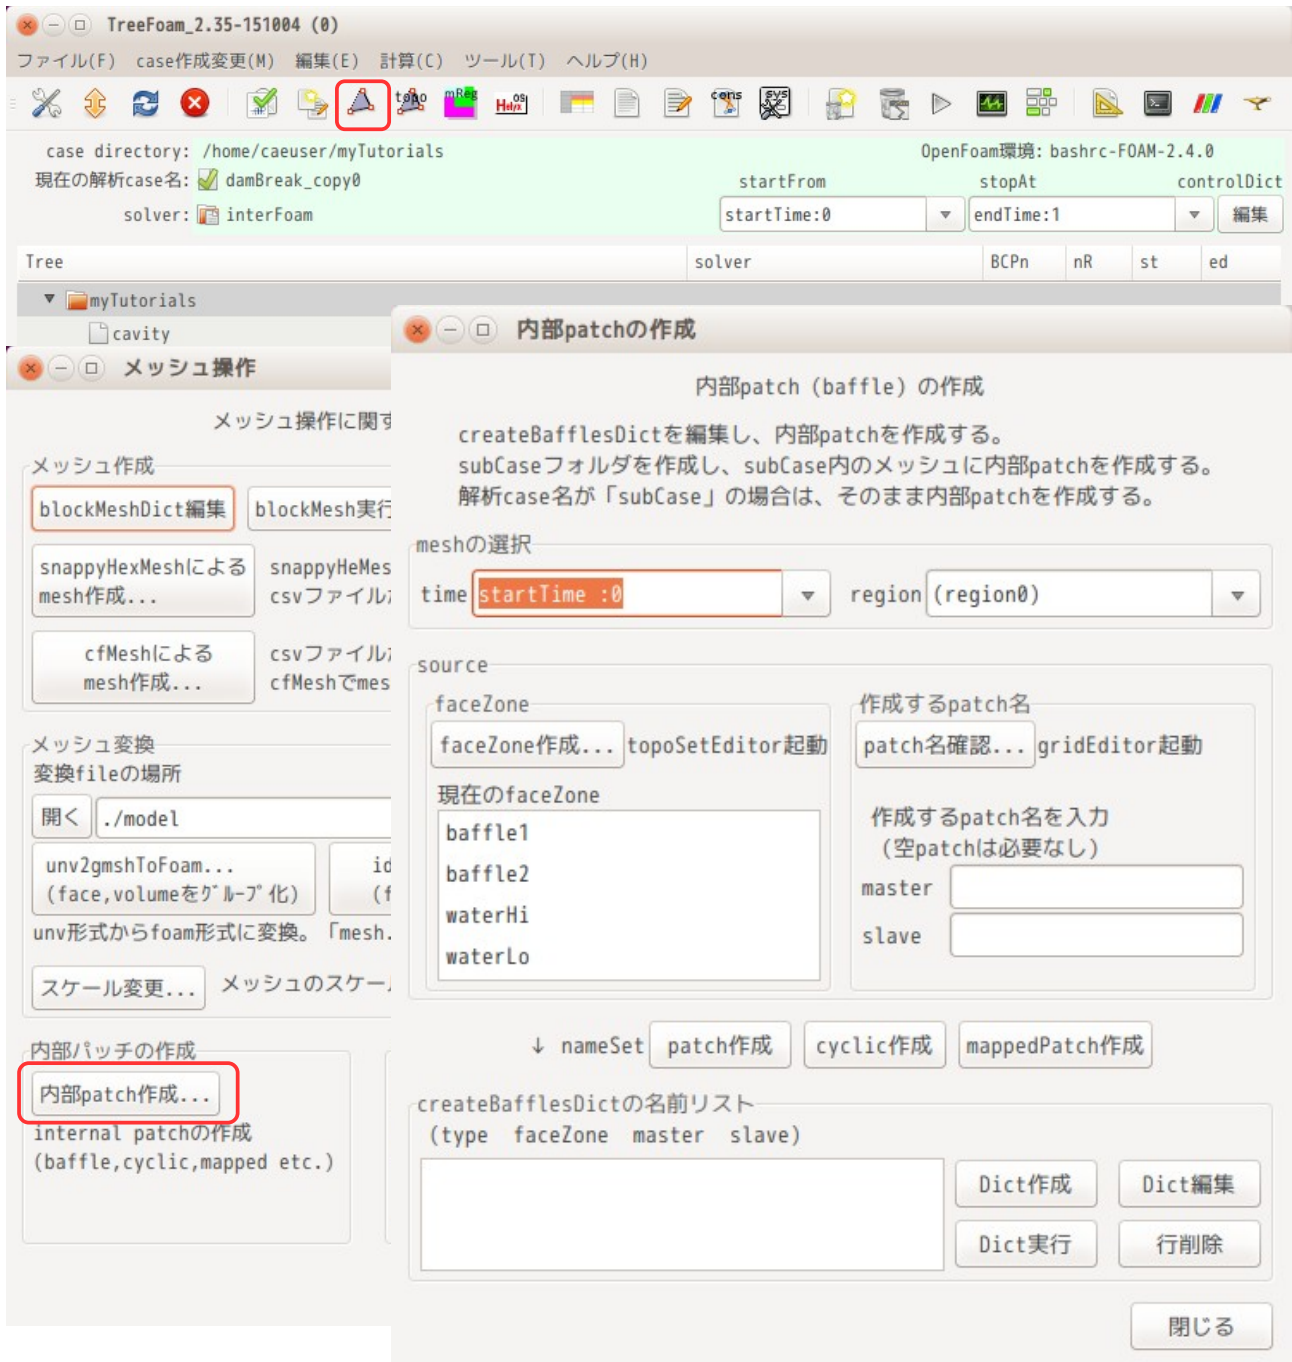 TreeFoam_2.35-151004 (0)
ファイル(F) case作成変更(M) 編集(E) 計算(C) ツール(T) ヘルプ(H)
topo mReg Help OS cons sys
case directory: /home/caeuser/myTutorials OpenFoam環境: bashrc-FOAM-2.4.0
現在の解析case名: damBreak_copy0 startFrom stopAt controlDict
solver: interFoam startTime:0 endTime:1 編集
Tree solver BCPn nR st ed
myTutorials
cavity
メッシュ操作
メッシュ操作に関す
メッシュ作成
blockMeshDict編集 blockMesh実行
snappyHexMeshによる
mesh作成...
snappyHeMes
csvファイル
cfMeshによる
mesh作成...
csvファイル
cfMeshでmes
メッシュ変換
変換fileの場所
開く ./model
unv2gmshToFoam...
(face,volumeをグループ化)
id
(f
unv形式からfoam形式に変換。「mesh.
スケール変更... メッシュのスケー
内部パッチの作成
内部patch作成...
internal patchの作成
(baffle,cyclic,mapped etc.)
内部patchの作成
内部patch (baffle) の作成
createBafflesDictを編集し、内部patchを作成する。
subCaseフォルダを作成し、subCase内のメッシュに内部patchを作成する。
解析case名が「subCase」の場合は、そのまま内部patchを作成する。
meshの選択
time startTime :0 region (region0)
source
faceZone
faceZone作成... topoSetEditor起動
現在のfaceZone
baffle1
baffle2
waterHi
waterLo
作成するpatch名
patch名確認... gridEditor起動
作成するpatch名を入力
(空patchは必要なし)
master
slave
↓ nameSet patch作成 cyclic作成 mappedPatch作成
createBafflesDictの名前リスト
(type faceZone master slave)
Dict作成 Dict編集
Dict実行 行削除
閉じる